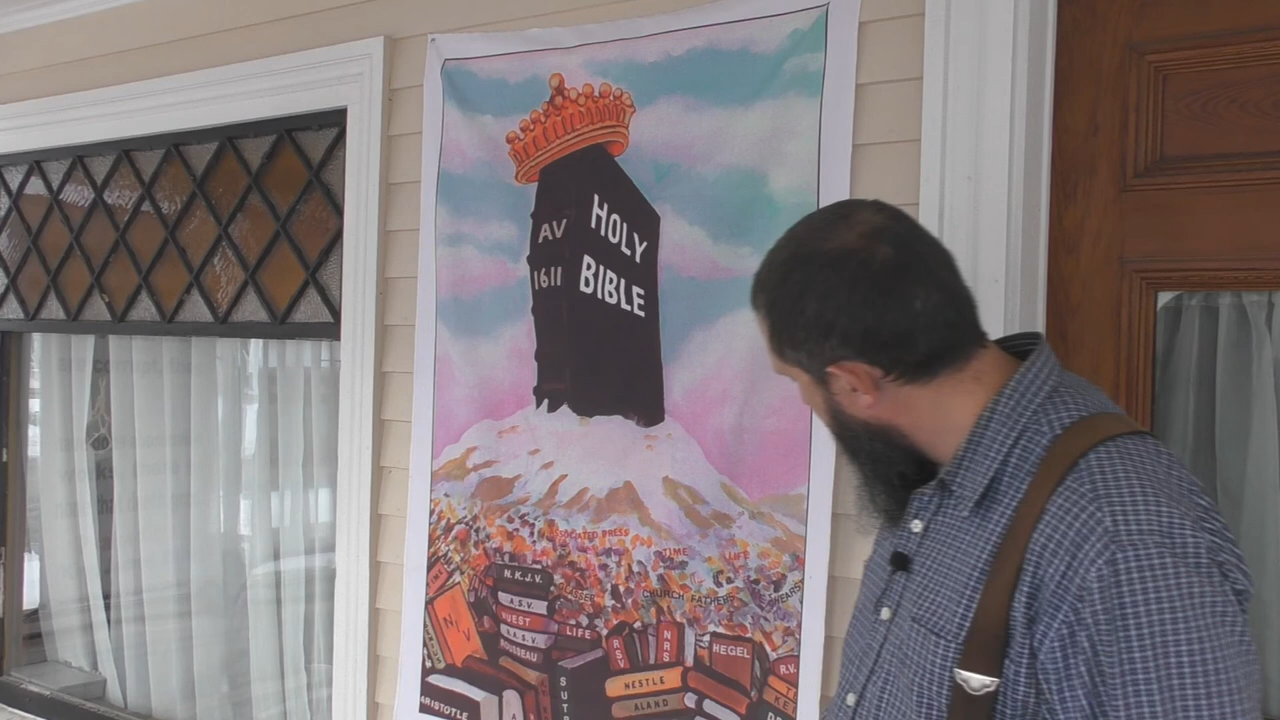 HOLY
BIBLE
AV
1611
ASSOCIATED PRESS
TIME
LIFE
CHURCH FATHERS
N.K.J.V.
A.S.V.
N.A.S.V.
ROUSSEAU
LIFE
NIV
RSV
NRS
HEGEL
R.V.
NESTLE
ALAND
ARISTOTLE